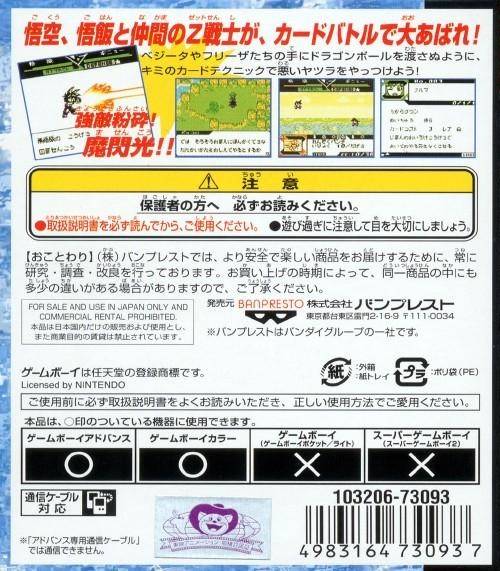 悟空、悟飯と仲間のZ戦士が、カードバトルで大あばれ!
ベジータやフリーザたちの手にドラゴンボールを渡さぬように、
キミのカードテクニックで悪いヤツラをやっつけよう!
強敵粉砕!
魔閃光!!
注意
保護者の方へ 必ずお読みください。
●取扱説明書を必ず読んでから、ご使用ください。
●遊び過ぎに注意して目を大切にしましょう。
【おことわり】(株)バンプレストでは、より安全で楽しい商品をお届けするために、常に
研究・調査・改良を行っております。お買い上げの時期によって、同一商品の中にも
多少の違いがある場合がありますので、ご了承ください。
FOR SALE AND USE IN JAPAN ONLY AND
COMMERCIAL RENTAL PROHIBITED.
本品は日本国内だけの販売および使用とし、
また商業目的の賃貸は禁止されています。
発売元 BANPRESTO 株式会社バンプレスト
東京都台東区雷門2-16-9 〒111-0034
※バンプレストはバンダイグループの一社です。
ゲームボーイは任天堂の登録商標です。
Licensed by NINTENDO
紙 :外箱
:紙トレイ
プラ :ポリ袋(PE)
ご使用前に必ず取扱説明書をよくお読みいただき、正しい使用方法でご愛用ください。
本品は、○印のついている機器に使用できます。
ゲームボーイアドバンス
ゲームボーイカラー
ゲームボーイ
(ゲームボーイポケット/ライト)
スーパーゲームボーイ
(スーパーゲームボーイ2)
○ ○ × ×
通信ケーブル
対応
※「アドバンス専用通信ケーブル」
では通信できません。
103206-73093
4983164730937